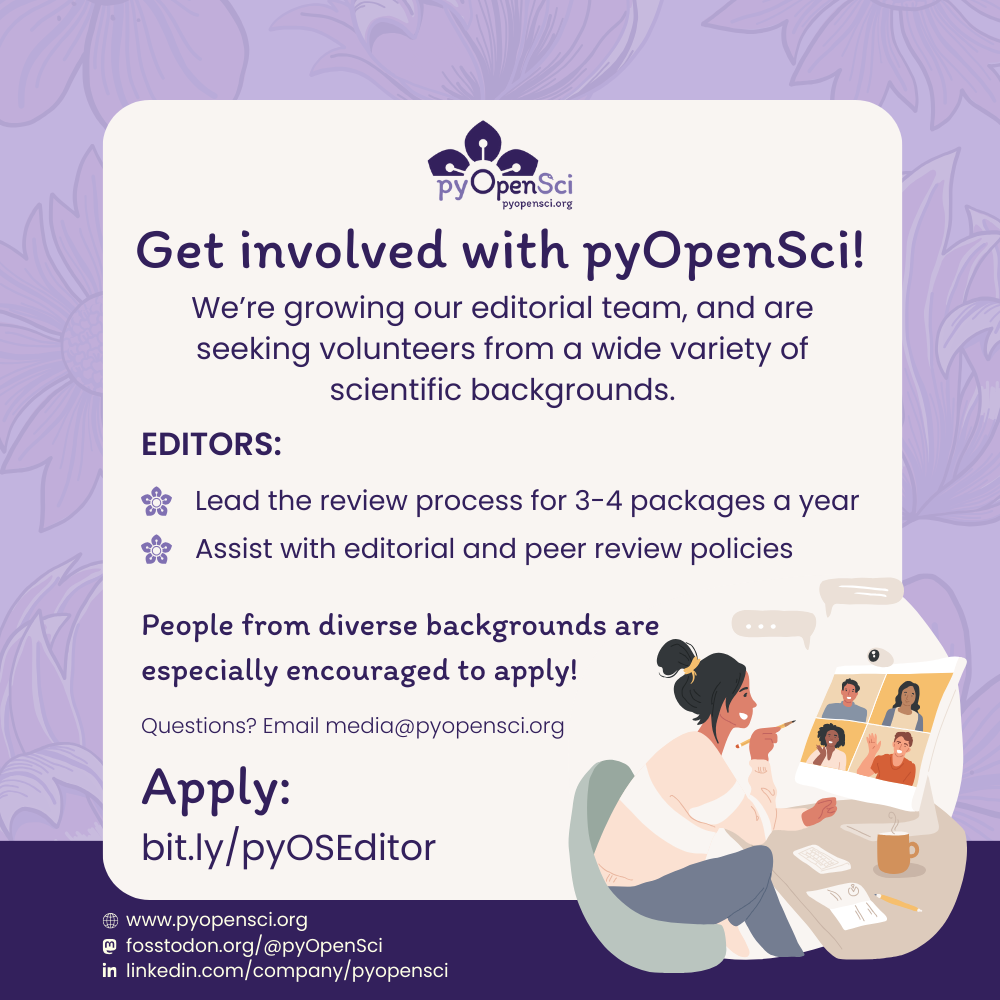 pyOpenSci
pyopensci.org
Get involved with pyOpenSci!
We’re growing our editorial team, and are
seeking volunteers from a wide variety of
scientific backgrounds.
EDITORS:
Lead the review process for 3-4 packages a year
Assist with editorial and peer review policies
People from diverse backgrounds are
especially encouraged to apply!
Questions? Email media@pyopensci.org
Apply:
bit.ly/pyOSEditor
www.pyopensci.org
fosstodon.org/@pyOpenSci
linkedin.com/company/pyopensci